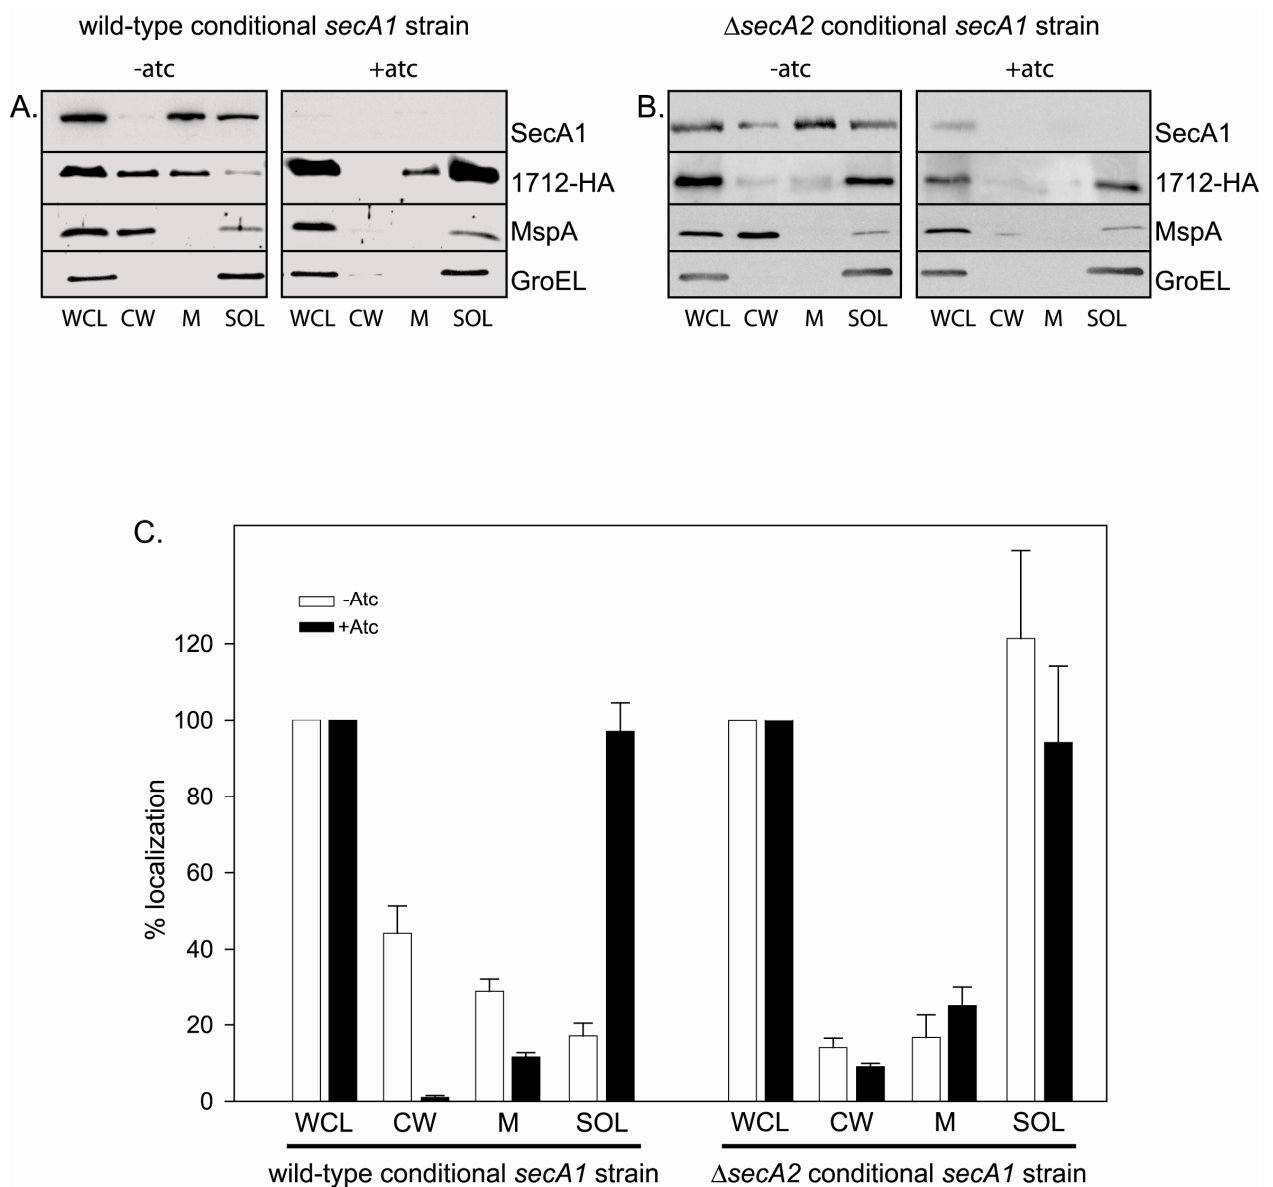 wild-type conditional secA1 strain
ΔsecA2 conditional secA1 strain
-atc +atc -atc +atc
A. B.
SecA1 SecA1
1712-HA 1712-HA
MspA MspA
GroEL GroEL
WCL CW M SOL WCL CW M SOL WCL CW M SOL WCL CW M SOL
C.
-Atc
+Atc
120
100
80
60
40
20
0
% localization
WCL CW M SOL WCL CW M SOL
wild-type conditional secA1 strain ΔsecA2 conditional secA1 strain